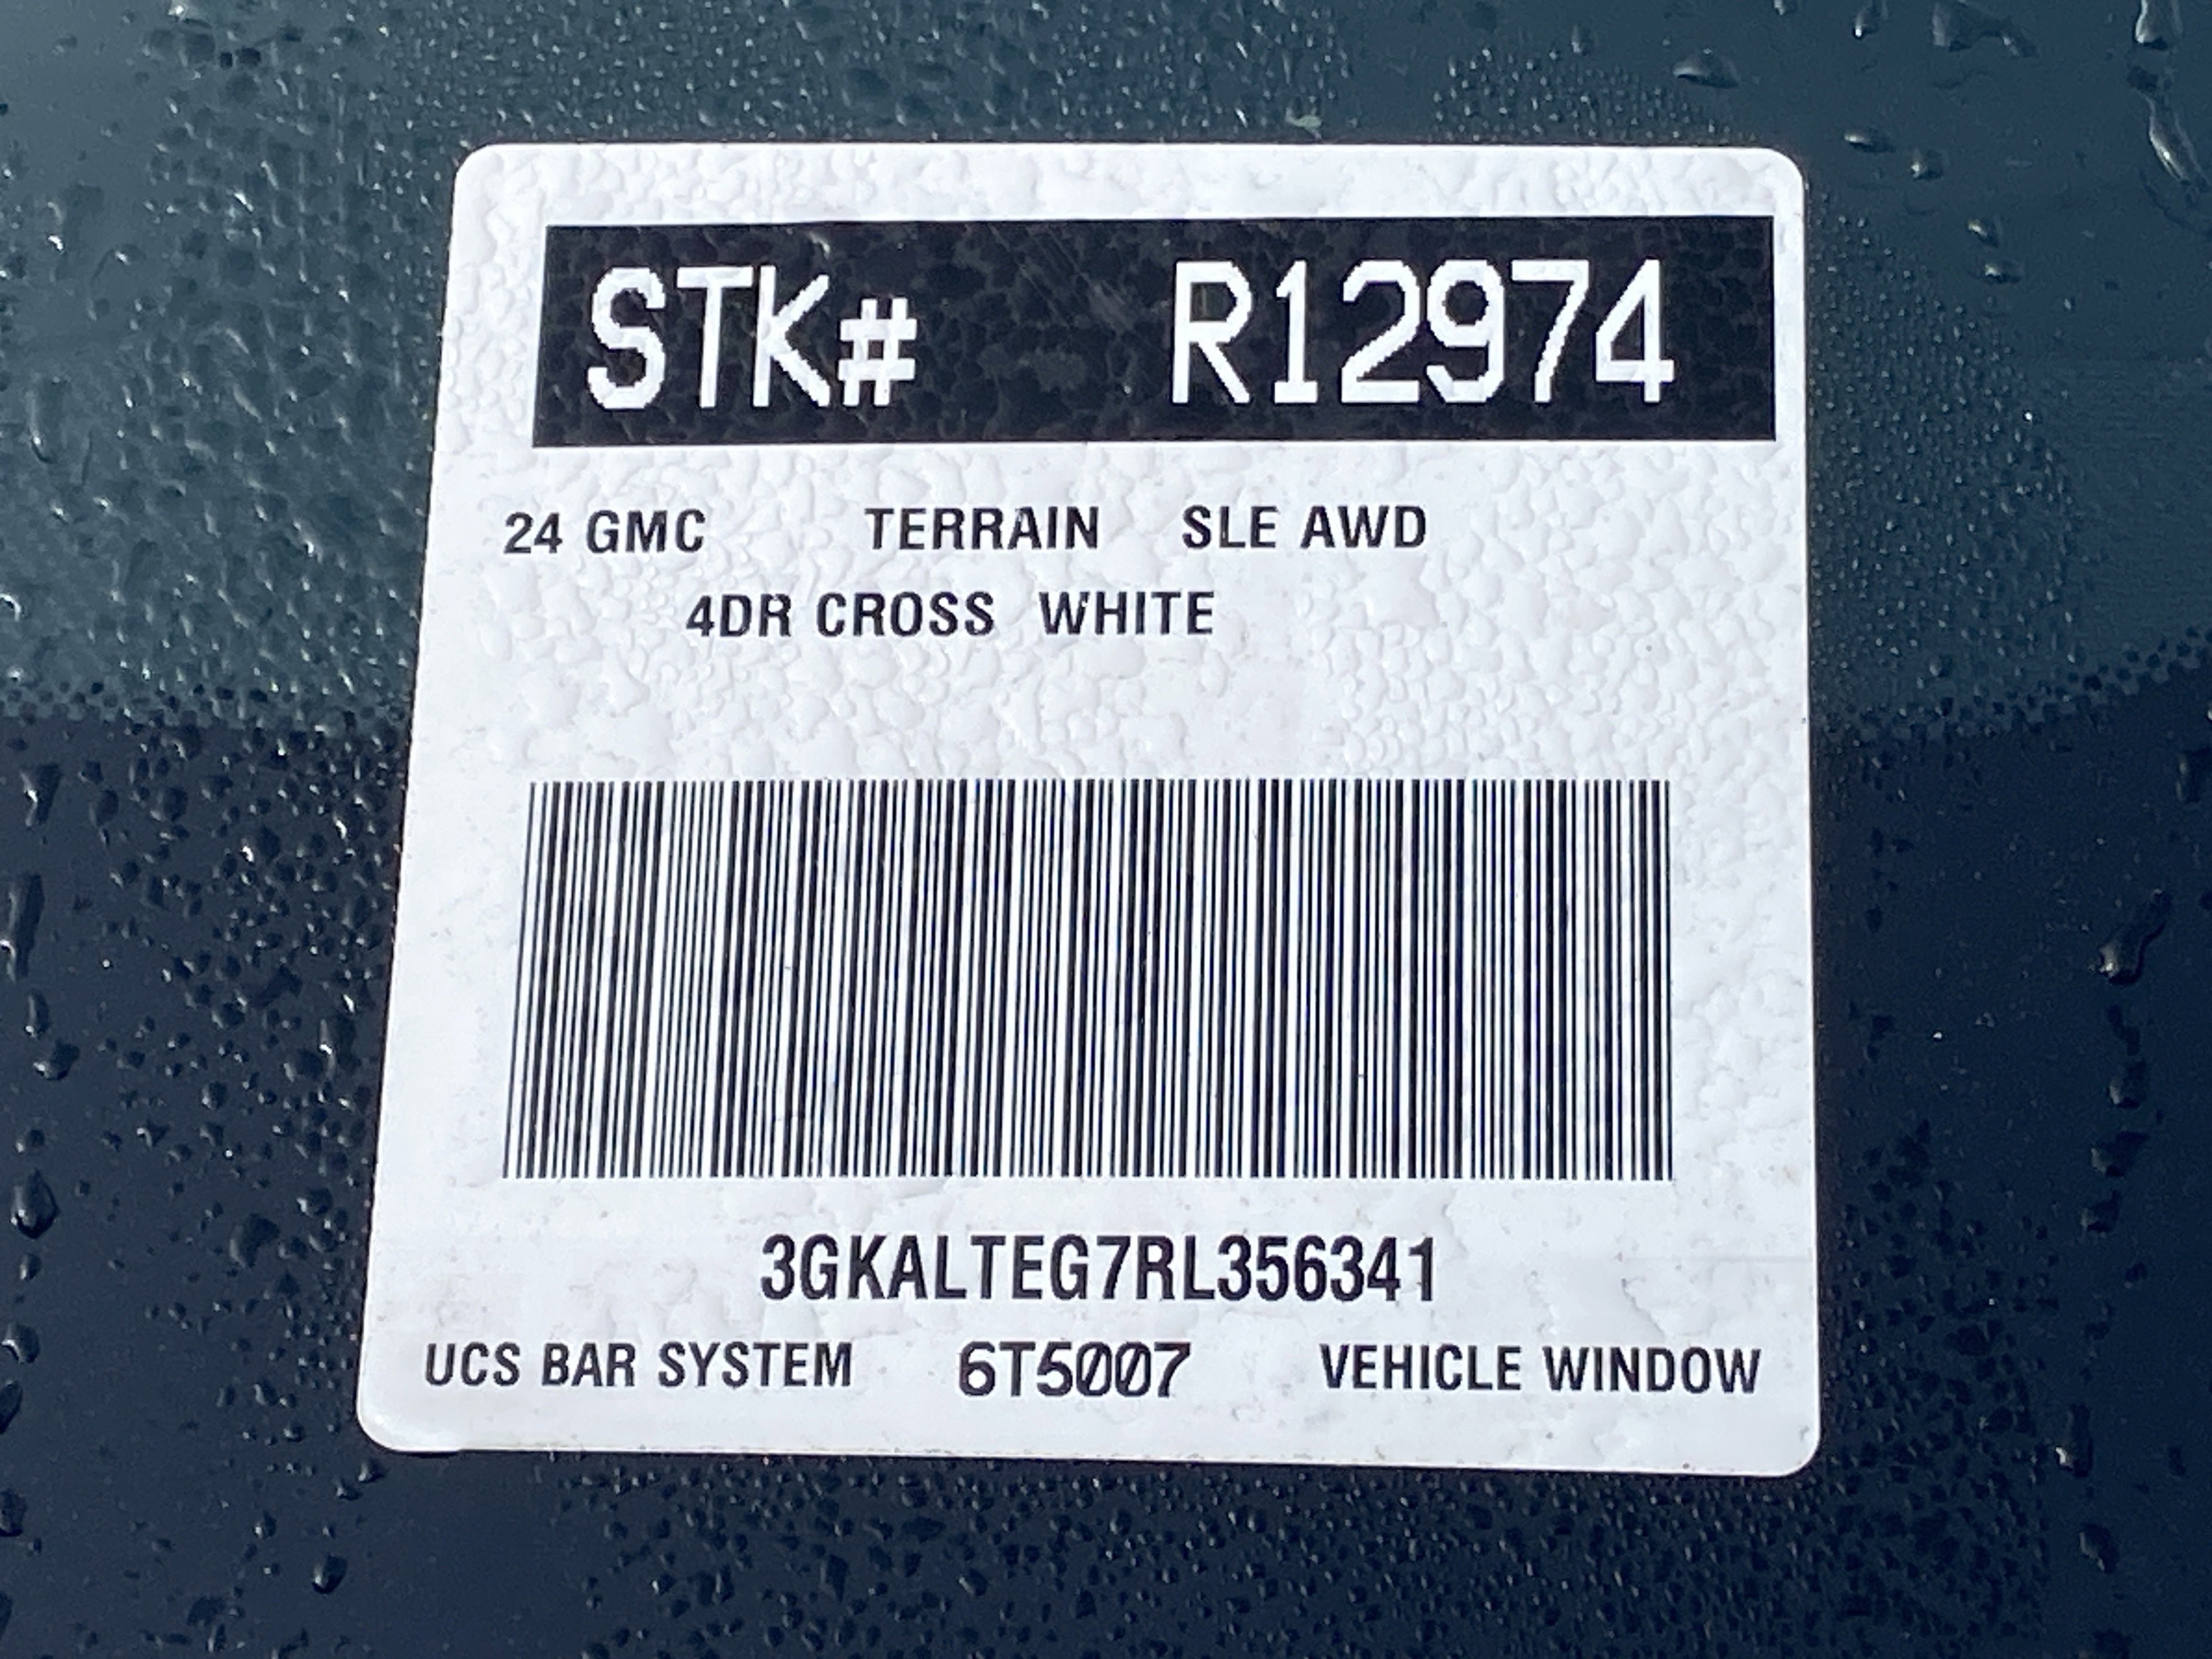 STK# R12974
24 GMC TERRAIN SLE AWD
4DR CROSS WHITE
3GKALTEG7RL356341
UCS BAR SYSTEM 6T5007 VEHICLE WINDOW